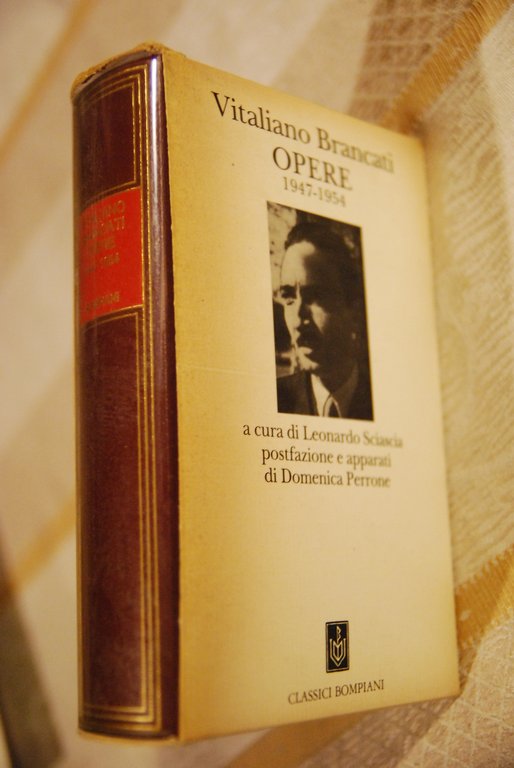 Vitaliano Brancati
OPERE
1947-1954
a cura di Leonardo Sciascia
postfazione e apparati
di Domenica Perrone
CLASSICI BOMPIANI